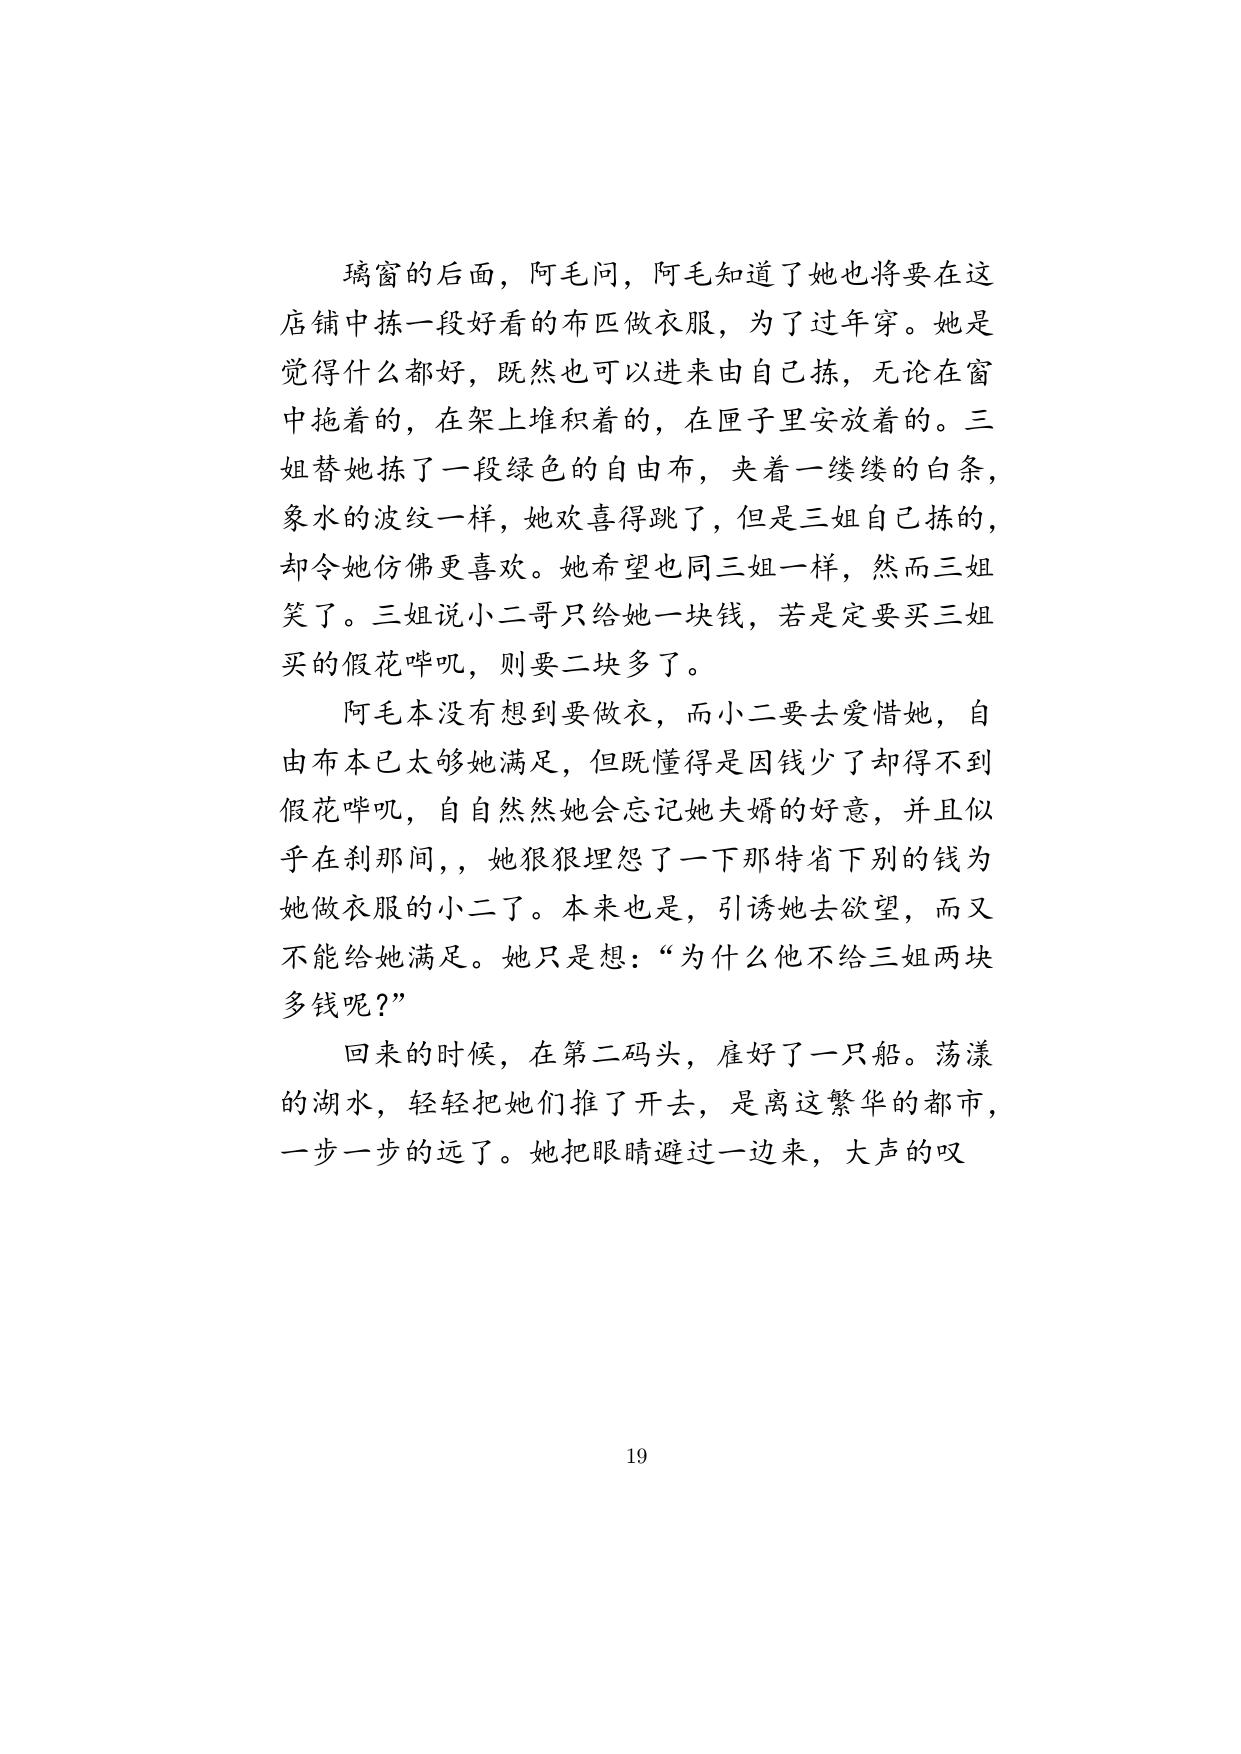 璃窗的后面，阿毛问，阿毛知道了她也将要在这
店铺中拣一段好看的布匹做衣服，为了过年穿。她是
觉得什么都好，既然也可以进来由自己拣，无论在窗
中拖着的，在架上堆积着的，在匣子里安放着的。三
姐替她拣了一段绿色的自由布，夹着一缕缕的白条，
象水的波纹一样，她欢喜得跳了，但是三姐自己拣的，
却令她仿佛更喜欢。她希望也同三姐一样，然而三姐
笑了。三姐说小二哥只给她一块钱，若是定要买三姐
买的假花哔叽，则要二块多了。
阿毛本没有想到要做衣，而小二要去爱惜她，自
由布本已太够她满足，但既懂得是因钱少了却得不到
假花哔叽，自自然然她会忘记她夫婿的好意，并且似
乎在刹那间，，她狠狠埋怨了一下那特省下别的钱为
她做衣服的小二了。本来也是，引诱她去欲望，而又
不能给她满足。她只是想：“为什么他不给三姐两块
多钱呢？”
回来的时候，在第二码头，雇好了一只船。荡漾
的湖水，轻轻把她们推了开去，是离这繁华的都市，
一步一步的远了。她把眼睛避过一边来，大声的叹
19